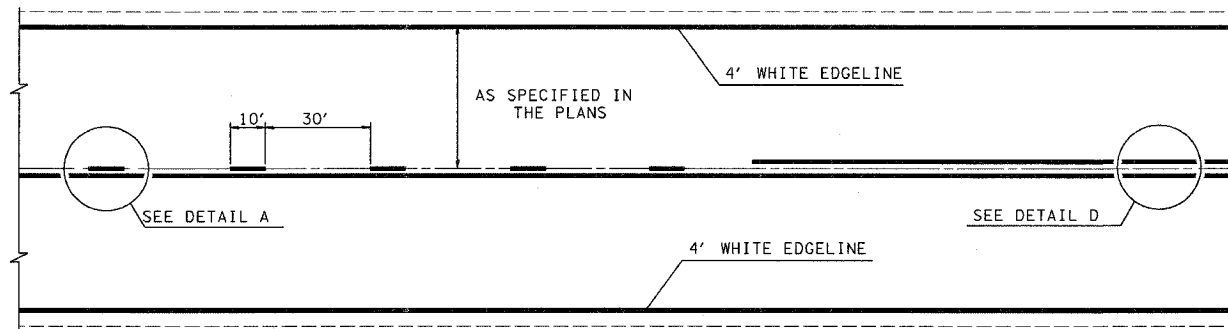 4' WHITE EDGELINE
AS SPECIFIED IN
THE PLANS
10' 30'
SEE DETAIL A
SEE DETAIL D
4' WHITE EDGELINE